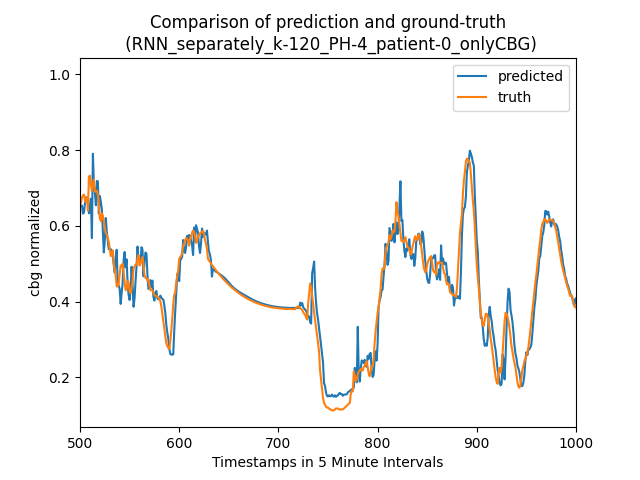 Comparison of prediction and ground-truth
(RNN_separately_k-120_PH-4_patient-0_onlyCBG)
predicted
truth
cbg normalized
1.0
0.8
0.6
0.4
0.2
500 600 700 800 900 1000
Timestamps in 5 Minute Intervals